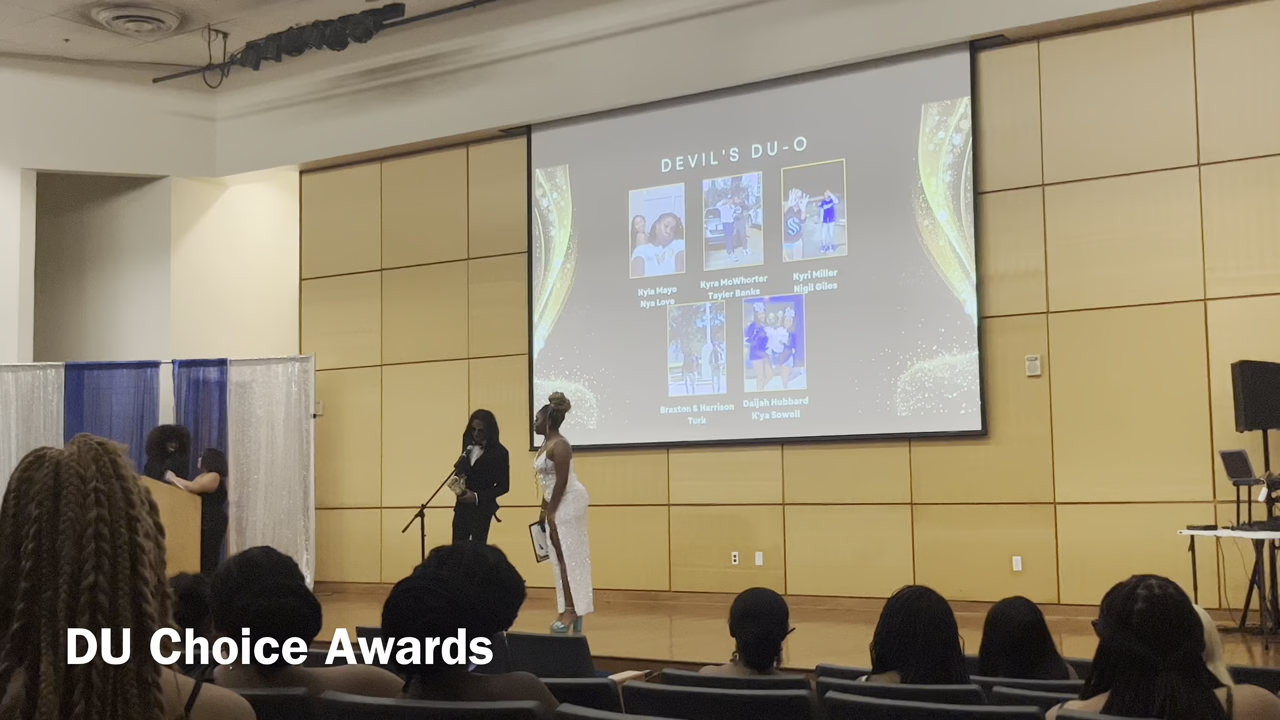 DEVIL'S DU-O
Kyla Mayo
Nya Love
Kyra McWhorter
Tayler Banks
Kyri Miller
Nigil Giles
Braxton & Harrison
Turk
Daijah Hubbard
K'ya Sowell
DU Choice Awards